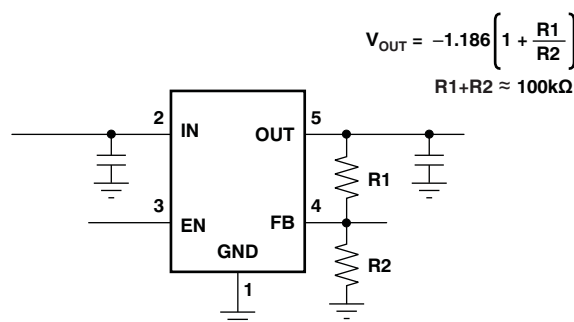 V_OUT = −1.186(1 + R1/R2)
R1+R2 ≈ 100kΩ
2 IN OUT 5
R1
3 EN FB 4
GND R2
1